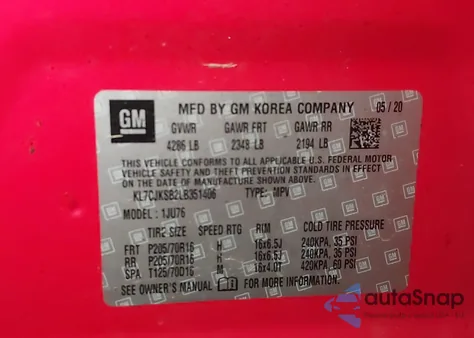 GM
MFD BY GM KOREA COMPANY 05/20
GVWR GAWR FRT GAWR RR
4286 LB 2348 LB 2194 LB
THIS VEHICLE CONFORMS TO ALL APPLICABLE U.S. FEDERAL MOTOR
VEHICLE SAFETY AND THEFT PREVENTION STANDARDS IN EFFECT
ON THE DATE OF MANUFACTURE SHOWN ABOVE.
KL7CJKSB2LB351406 TYPE: MPV
MODEL: 1JU76
TIRE SIZE SPEED RTG RIM COLD TIRE PRESSURE
FRT P205/70R16 H 16x6.5J 240KPA, 35 PSI
RR P205/70R16 H 16x6.5J 240KPA, 35 PSI
SPA T125/70D16 M 16x4.0T 420KPA, 60 PSI
SEE OWNER'S MANUAL FOR MORE INFORMATION.
autoSnap